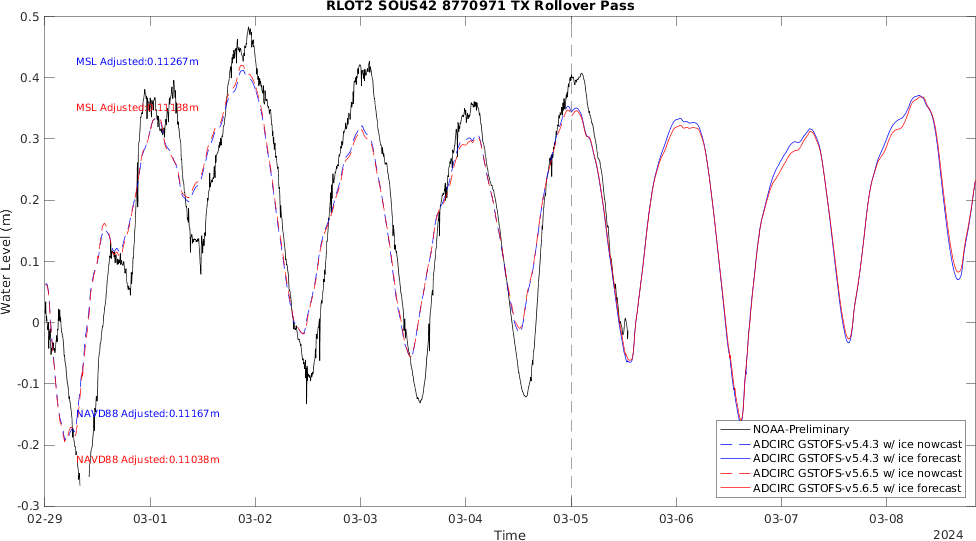 RLOT2 SOUS42 8770971 TX Rollover Pass
0.5
0.4
0.3
0.2
0.1
0
-0.1
-0.2
-0.3
Water Level (m)
MSL Adjusted:0.11267m
MSL Adjusted:0.11138m
NAVD88 Adjusted:0.11167m
NAVD88 Adjusted:0.11038m
NOAA-Preliminary
ADCIRC GSTOFS-v5.4.3 w/ ice nowcast
ADCIRC GSTOFS-v5.4.3 w/ ice forecast
ADCIRC GSTOFS-v5.6.5 w/ ice nowcast
ADCIRC GSTOFS-v5.6.5 w/ ice forecast
02-29 03-01 03-02 03-03 03-04 03-05 03-06 03-07 03-08
Time
2024